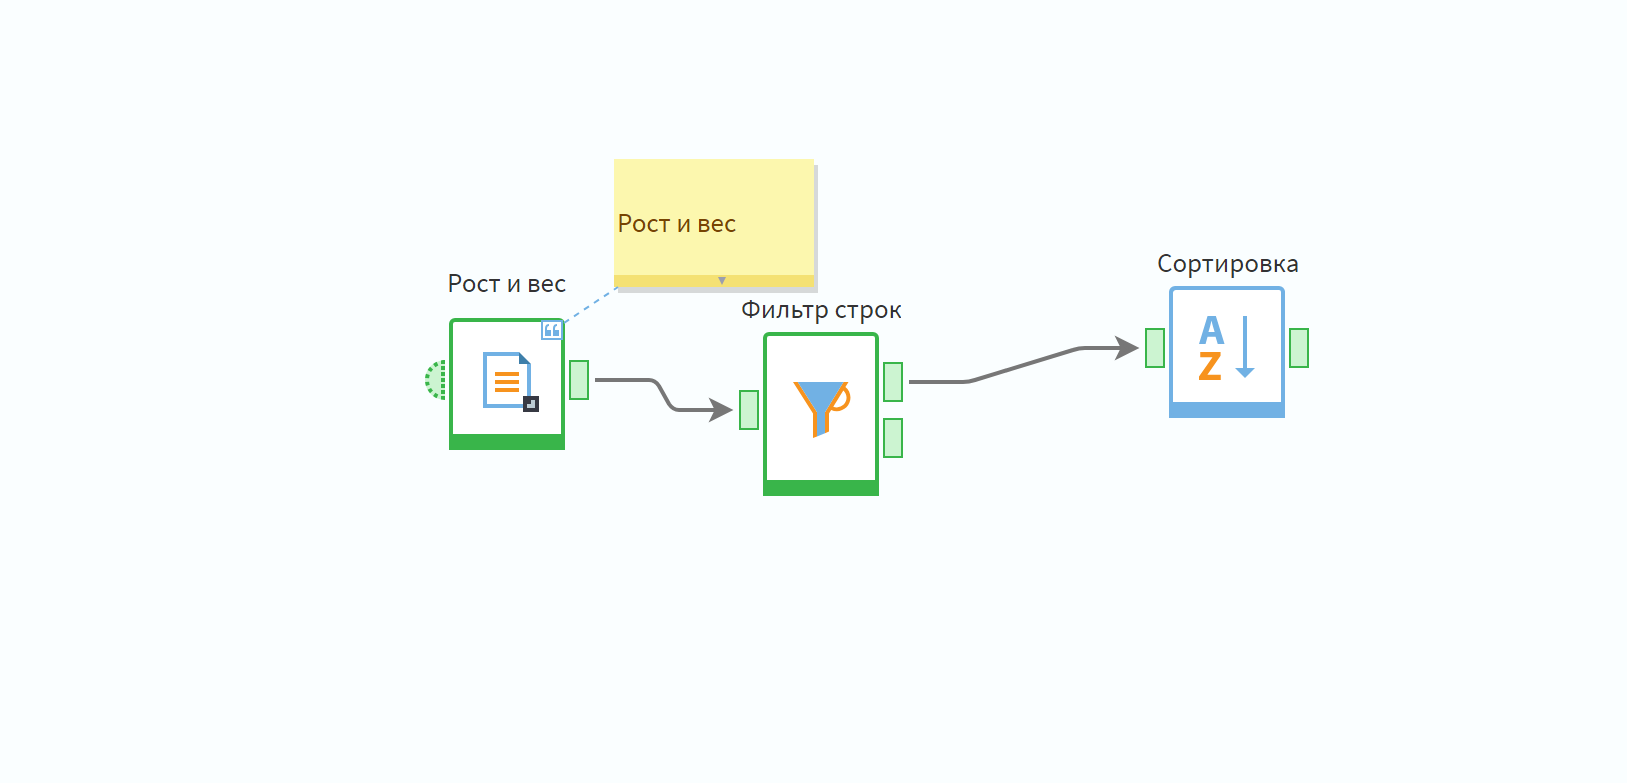 Рост и вес
Рост и вес
Фильтр строк
Сортировка
A
Z